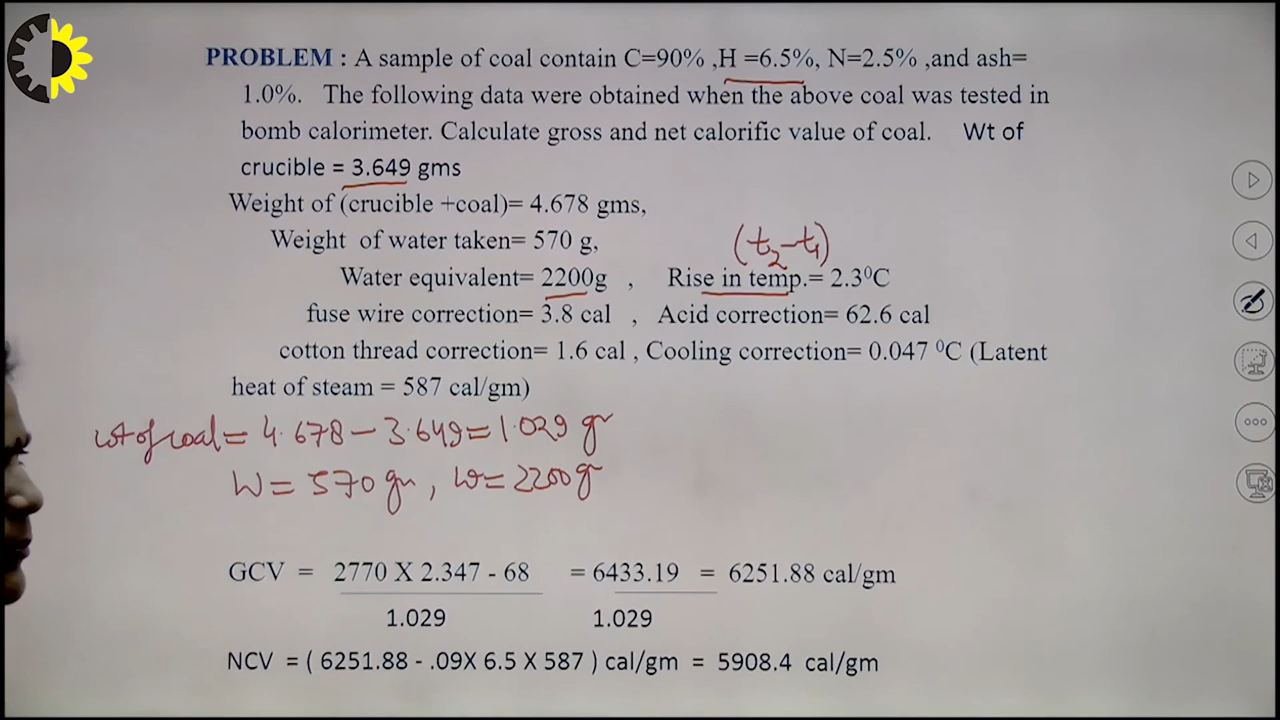 PROBLEM : A sample of coal contain C=90% ,H =6.5%, N=2.5% ,and ash=
1.0%. The following data were obtained when the above coal was tested in
bomb calorimeter. Calculate gross and net calorific value of coal. Wt of
crucible = 3.649 gms
Weight of (crucible +coal)= 4.678 gms,
Weight of water taken= 570 g,
(t₂-t₁)
Water equivalent= 2200g , Rise in temp.= 2.3⁰C
fuse wire correction= 3.8 cal , Acid correction= 62.6 cal
cotton thread correction= 1.6 cal , Cooling correction= 0.047 ⁰C (Latent
heat of steam = 587 cal/gm)
wt of coal = 4.678 - 3.649 = 1.029 gr
W = 570 gr, w = 2200 gr
GCV = 2770 X 2.347 - 68 = 6433.19 = 6251.88 cal/gm
1.029 1.029
NCV = ( 6251.88 - .09X 6.5 X 587 ) cal/gm = 5908.4 cal/gm